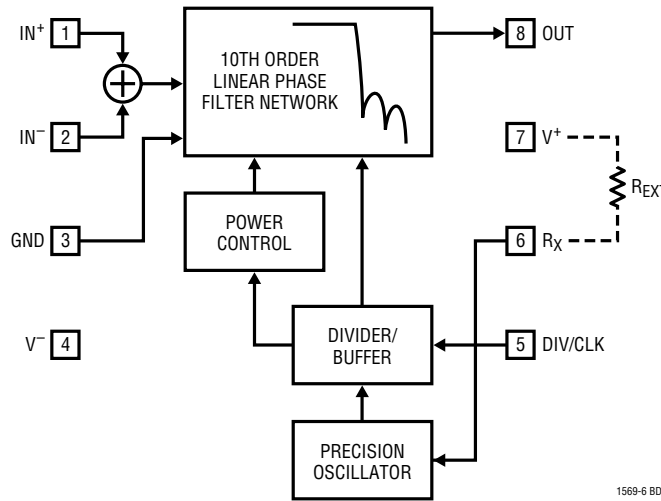 IN+ 1
IN− 2
GND 3
V− 4
10TH ORDER
LINEAR PHASE
FILTER NETWORK
POWER
CONTROL
DIVIDER/
BUFFER
PRECISION
OSCILLATOR
8 OUT
7 V+
REXT
6 RX
5 DIV/CLK
1569-6 BD